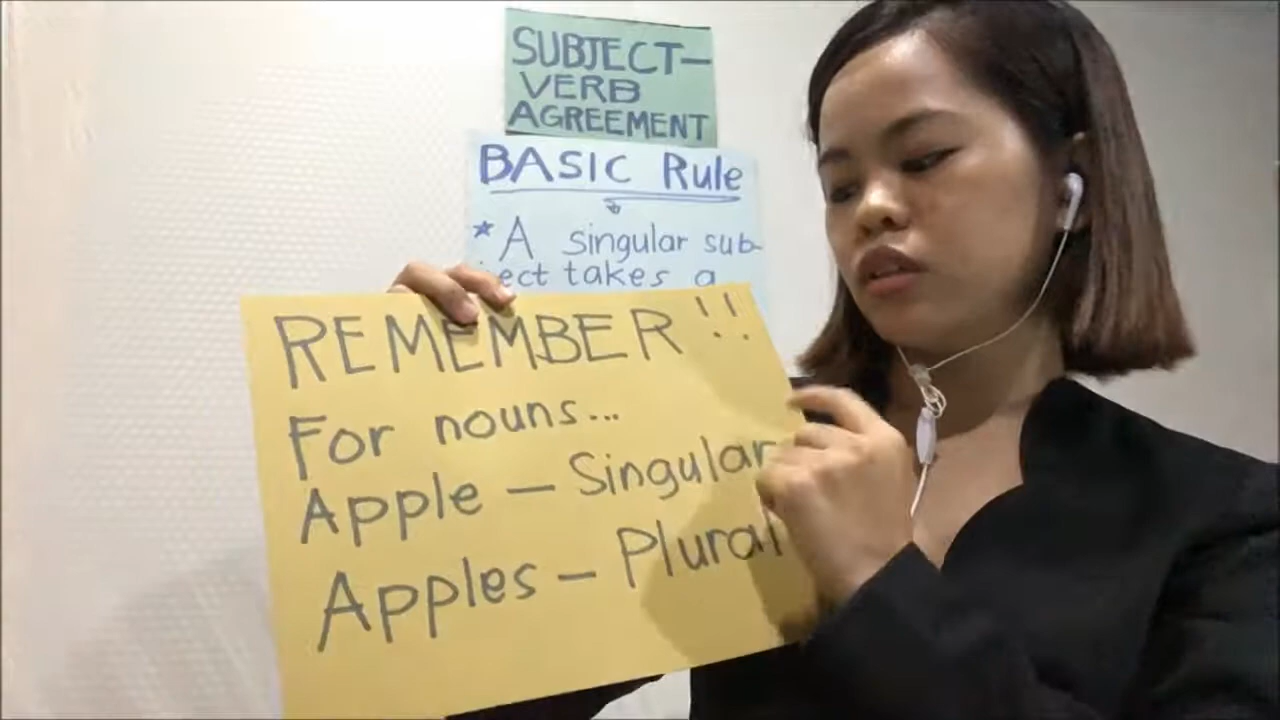 SUBJECT-
VERB
AGREEMENT
BASIC Rule
* A singular sub-
ject takes a
REMEMBER !!
For nouns...
Apple — Singular
Apples — Plural